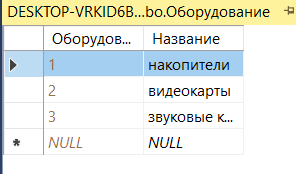 DESKTOP-VRKID6B...bo.Оборудование
Оборудов... Название
1 накопители
2 видеокарты
3 звуковые к...
* NULL NULL